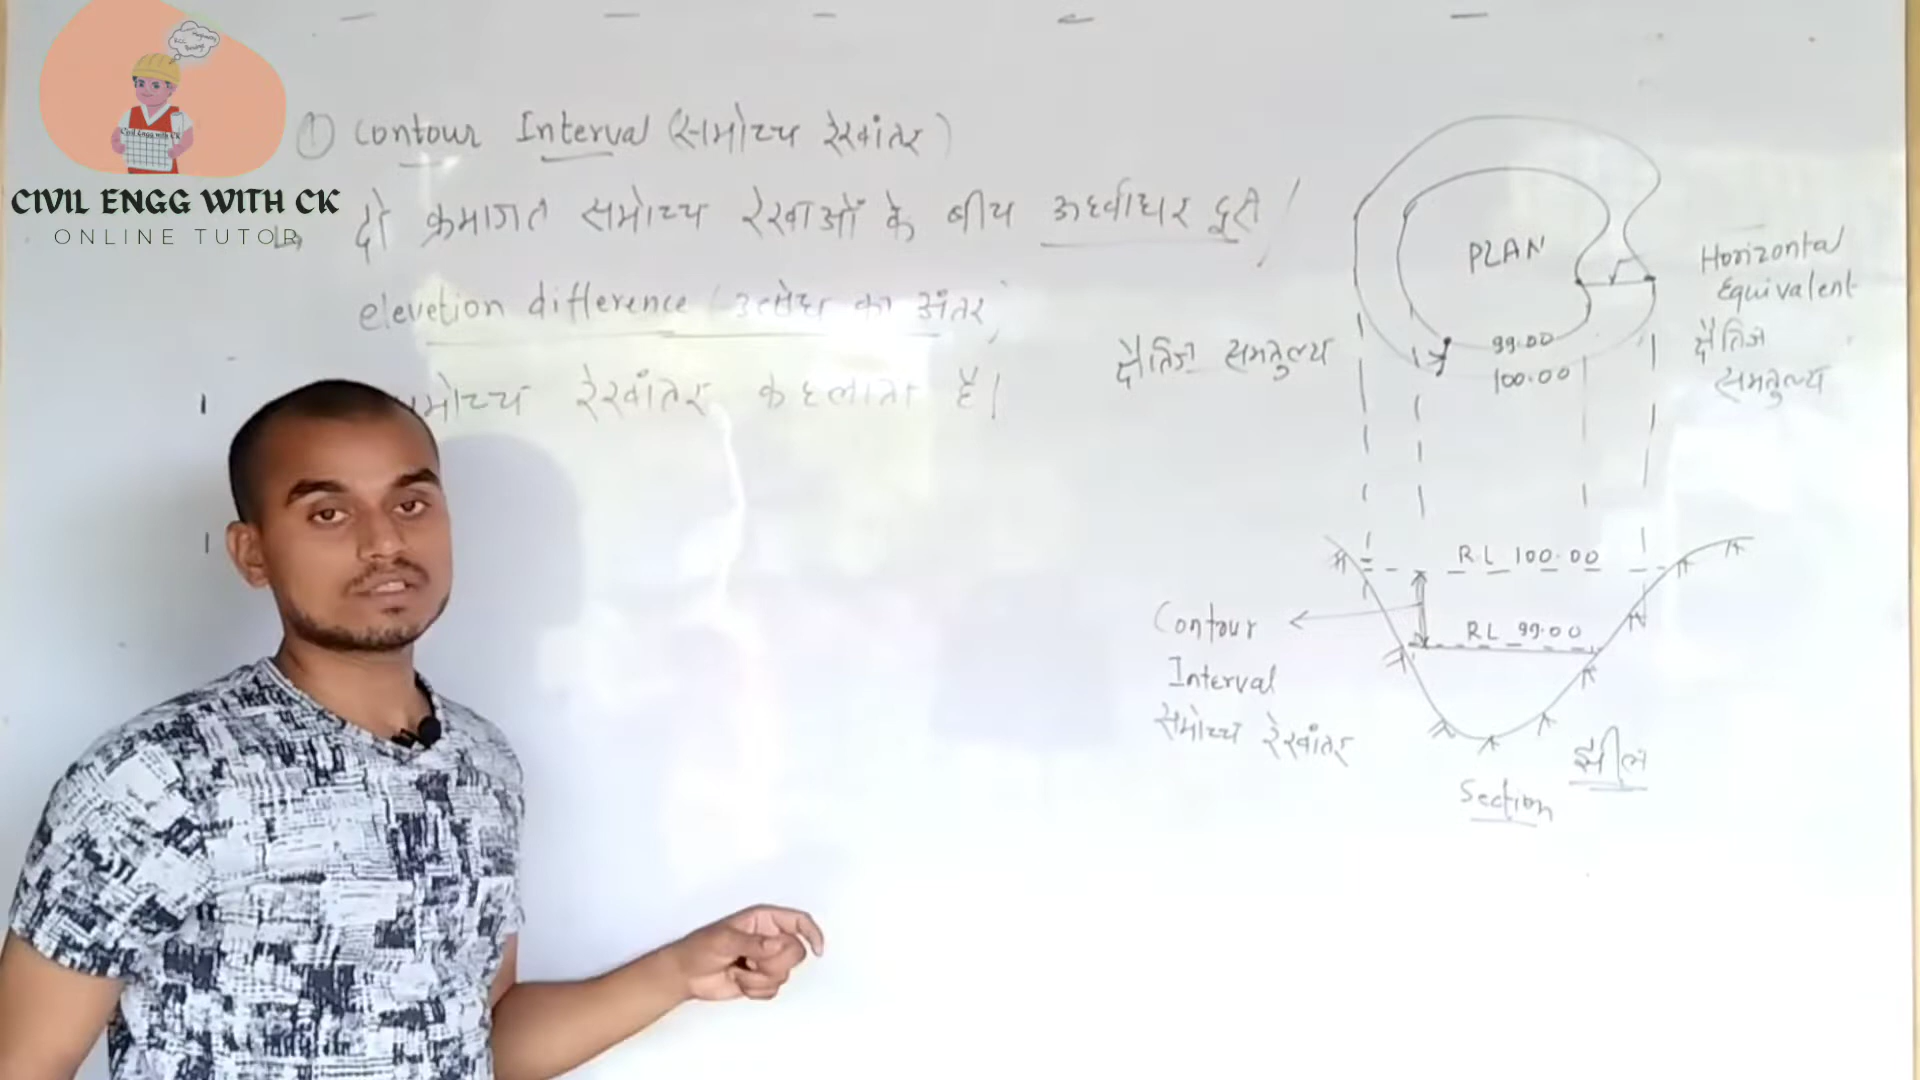 CIVIL ENGG WITH CK
ONLINE TUTOR
① Contour Interval (समोच्च रेखांतर)
दो क्रमागत समोच्च रेखाओं के बीच उर्ध्वाधर दूरी /
elevetion difference (उत्सेध का अंतर)
समोच्च रेखांतर कहलाता है।
PLAN
99.00
100.00
Horizontal
Equivalent
क्षैतिज
समतुल्य
क्षैतिज समतुल्य
RL 100.00
RL 99.00
Contour
Interval
समोच्च रेखांतर
झील
Section